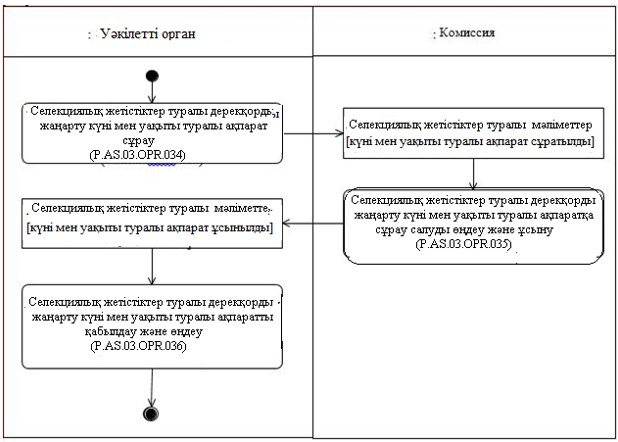 : Уәкілетті орган
: Комиссия
Селекциялық жетістіктер туралы дерекқорды
жаңарту күні мен уақыты туралы ақпарат
сұрау
(P.AS.03.OPR.034)
Селекциялық жетістіктер туралы мәліметтер
[күні мен уақыты туралы ақпарат сұратылды]
Селекциялық жетістіктер туралы дерекқорды
жаңарту күні мен уақыты туралы ақпаратқа
сұрау салуды өңдеу және ұсыну
(P.AS.03.OPR.035)
Селекциялық жетістіктер туралы мәліметте
[күні мен уақыты туралы ақпарат ұсынылды]
Селекциялық жетістіктер туралы дерекқорды
жаңарту күні мен уақыты туралы ақпаратты
қабылдау және өңдеу
(P.AS.03.OPR.036)